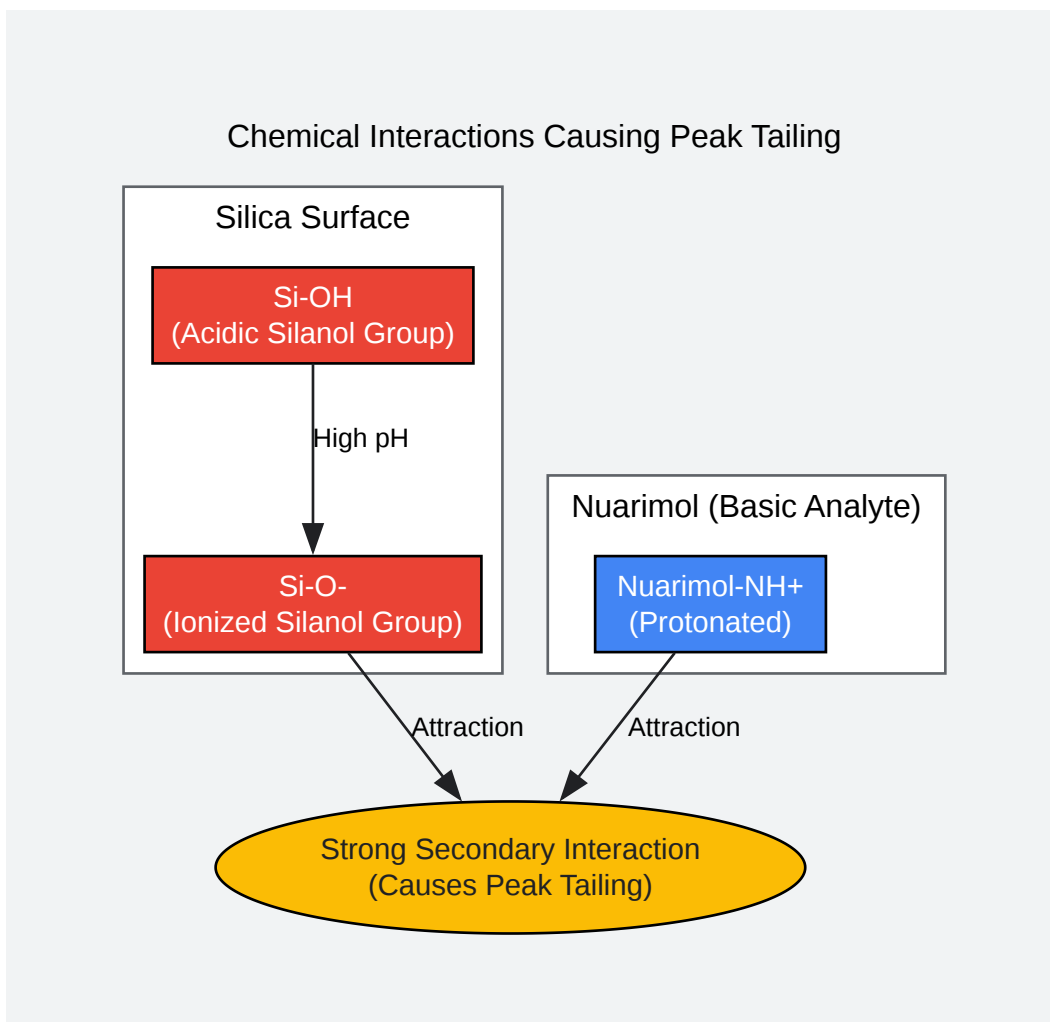 Chemical Interactions Causing Peak Tailing
Silica Surface
Si-OH
(Acidic Silanol Group)
High pH
Nuarimol (Basic Analyte)
Si-O-
(Ionized Silanol Group)
Nuarimol-NH+
(Protonated)
Attraction
Attraction
Strong Secondary Interaction
(Causes Peak Tailing)